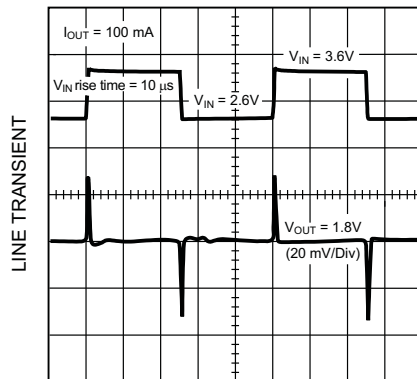 I_OUT = 100 mA
V_IN = 3.6V
V_IN rise time = 10 µs
V_IN = 2.6V
LINE TRANSIENT
V_OUT = 1.8V
(20 mV/Div)